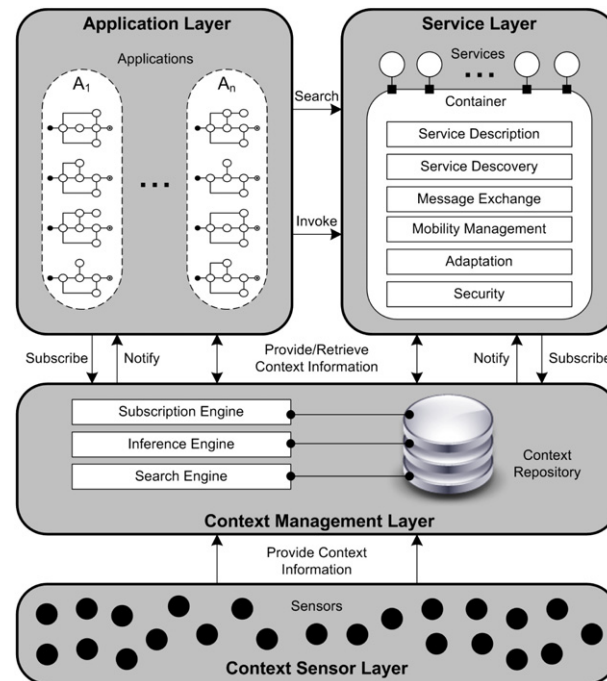 Application Layer
Applications
A1
An
Search
Invoke
Service Layer
Services
Container
Service Description
Service Descovery
Message Exchange
Mobility Management
Adaptation
Security
Subscribe
Notify
Provide/Retrieve
Context Information
Notify
Subscribe
Subscription Engine
Inference Engine
Search Engine
Context
Repository
Context Management Layer
Provide Context
Information
Sensors
Context Sensor Layer